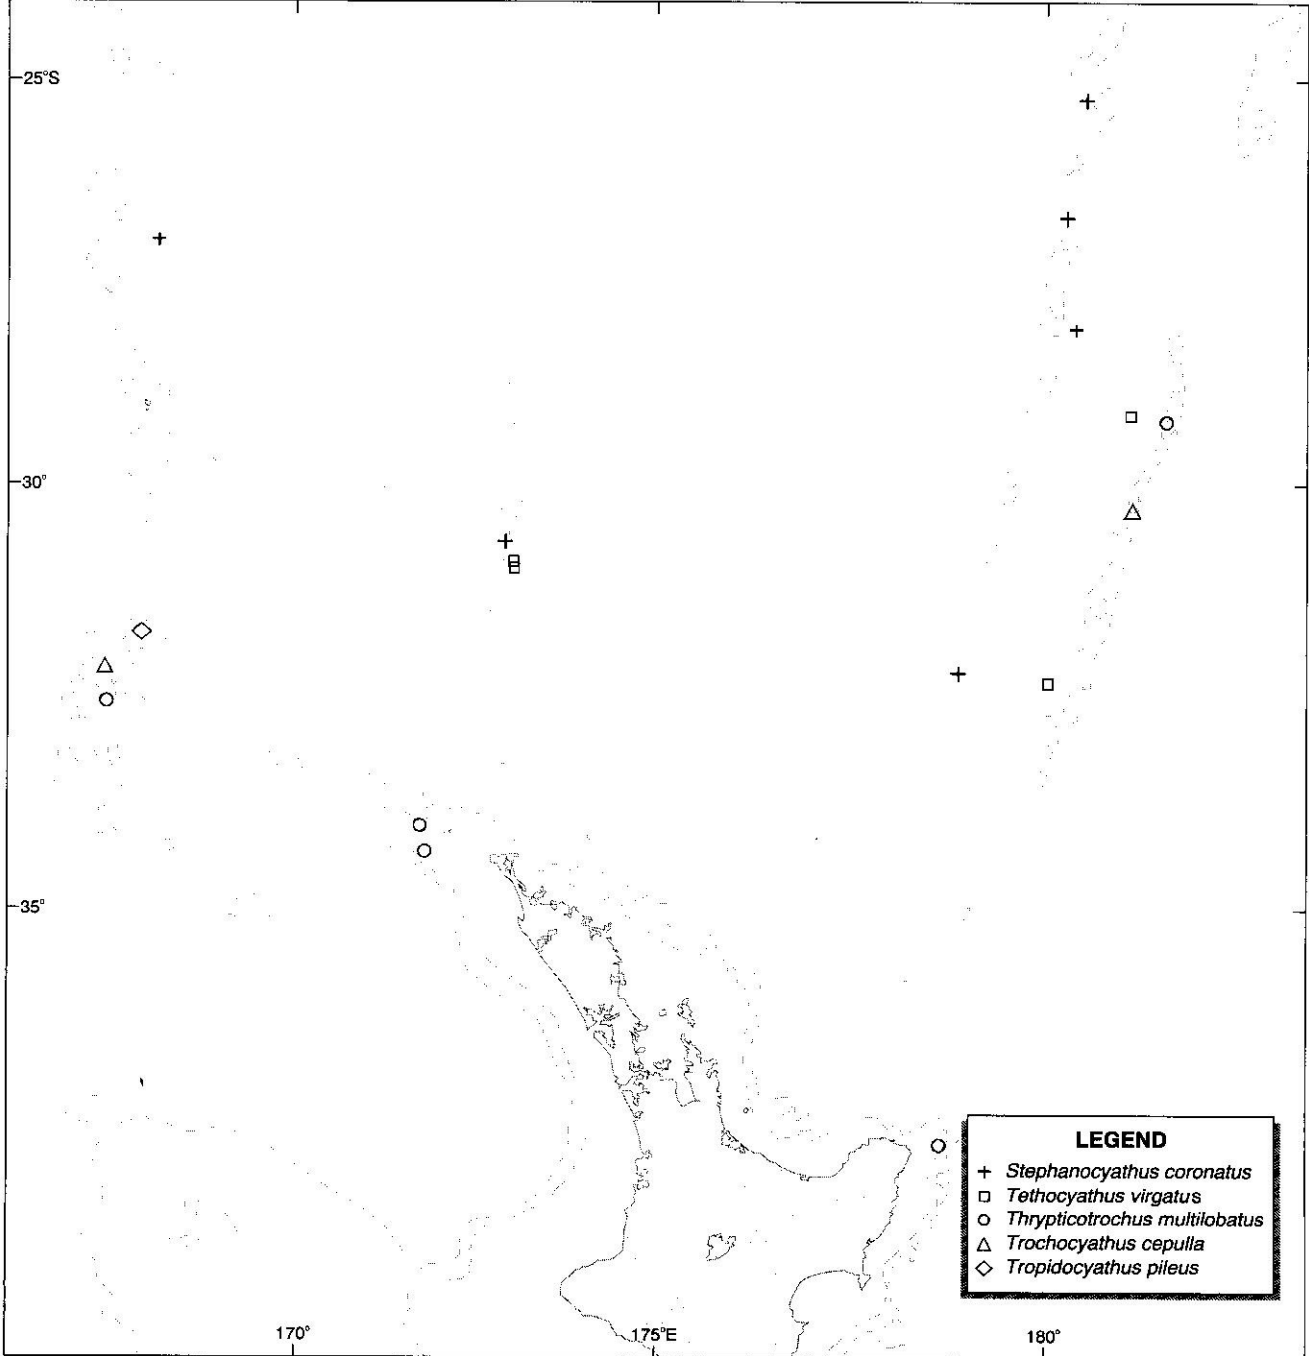 25°S
30°
35°
170°
175°E
180°
LEGEND
Stephanocyathus coronatus
Tethocyathus virgatus
Thrypticotrochus multilobatus
Trochocyathus cepulla
Tropidocyathus pileus